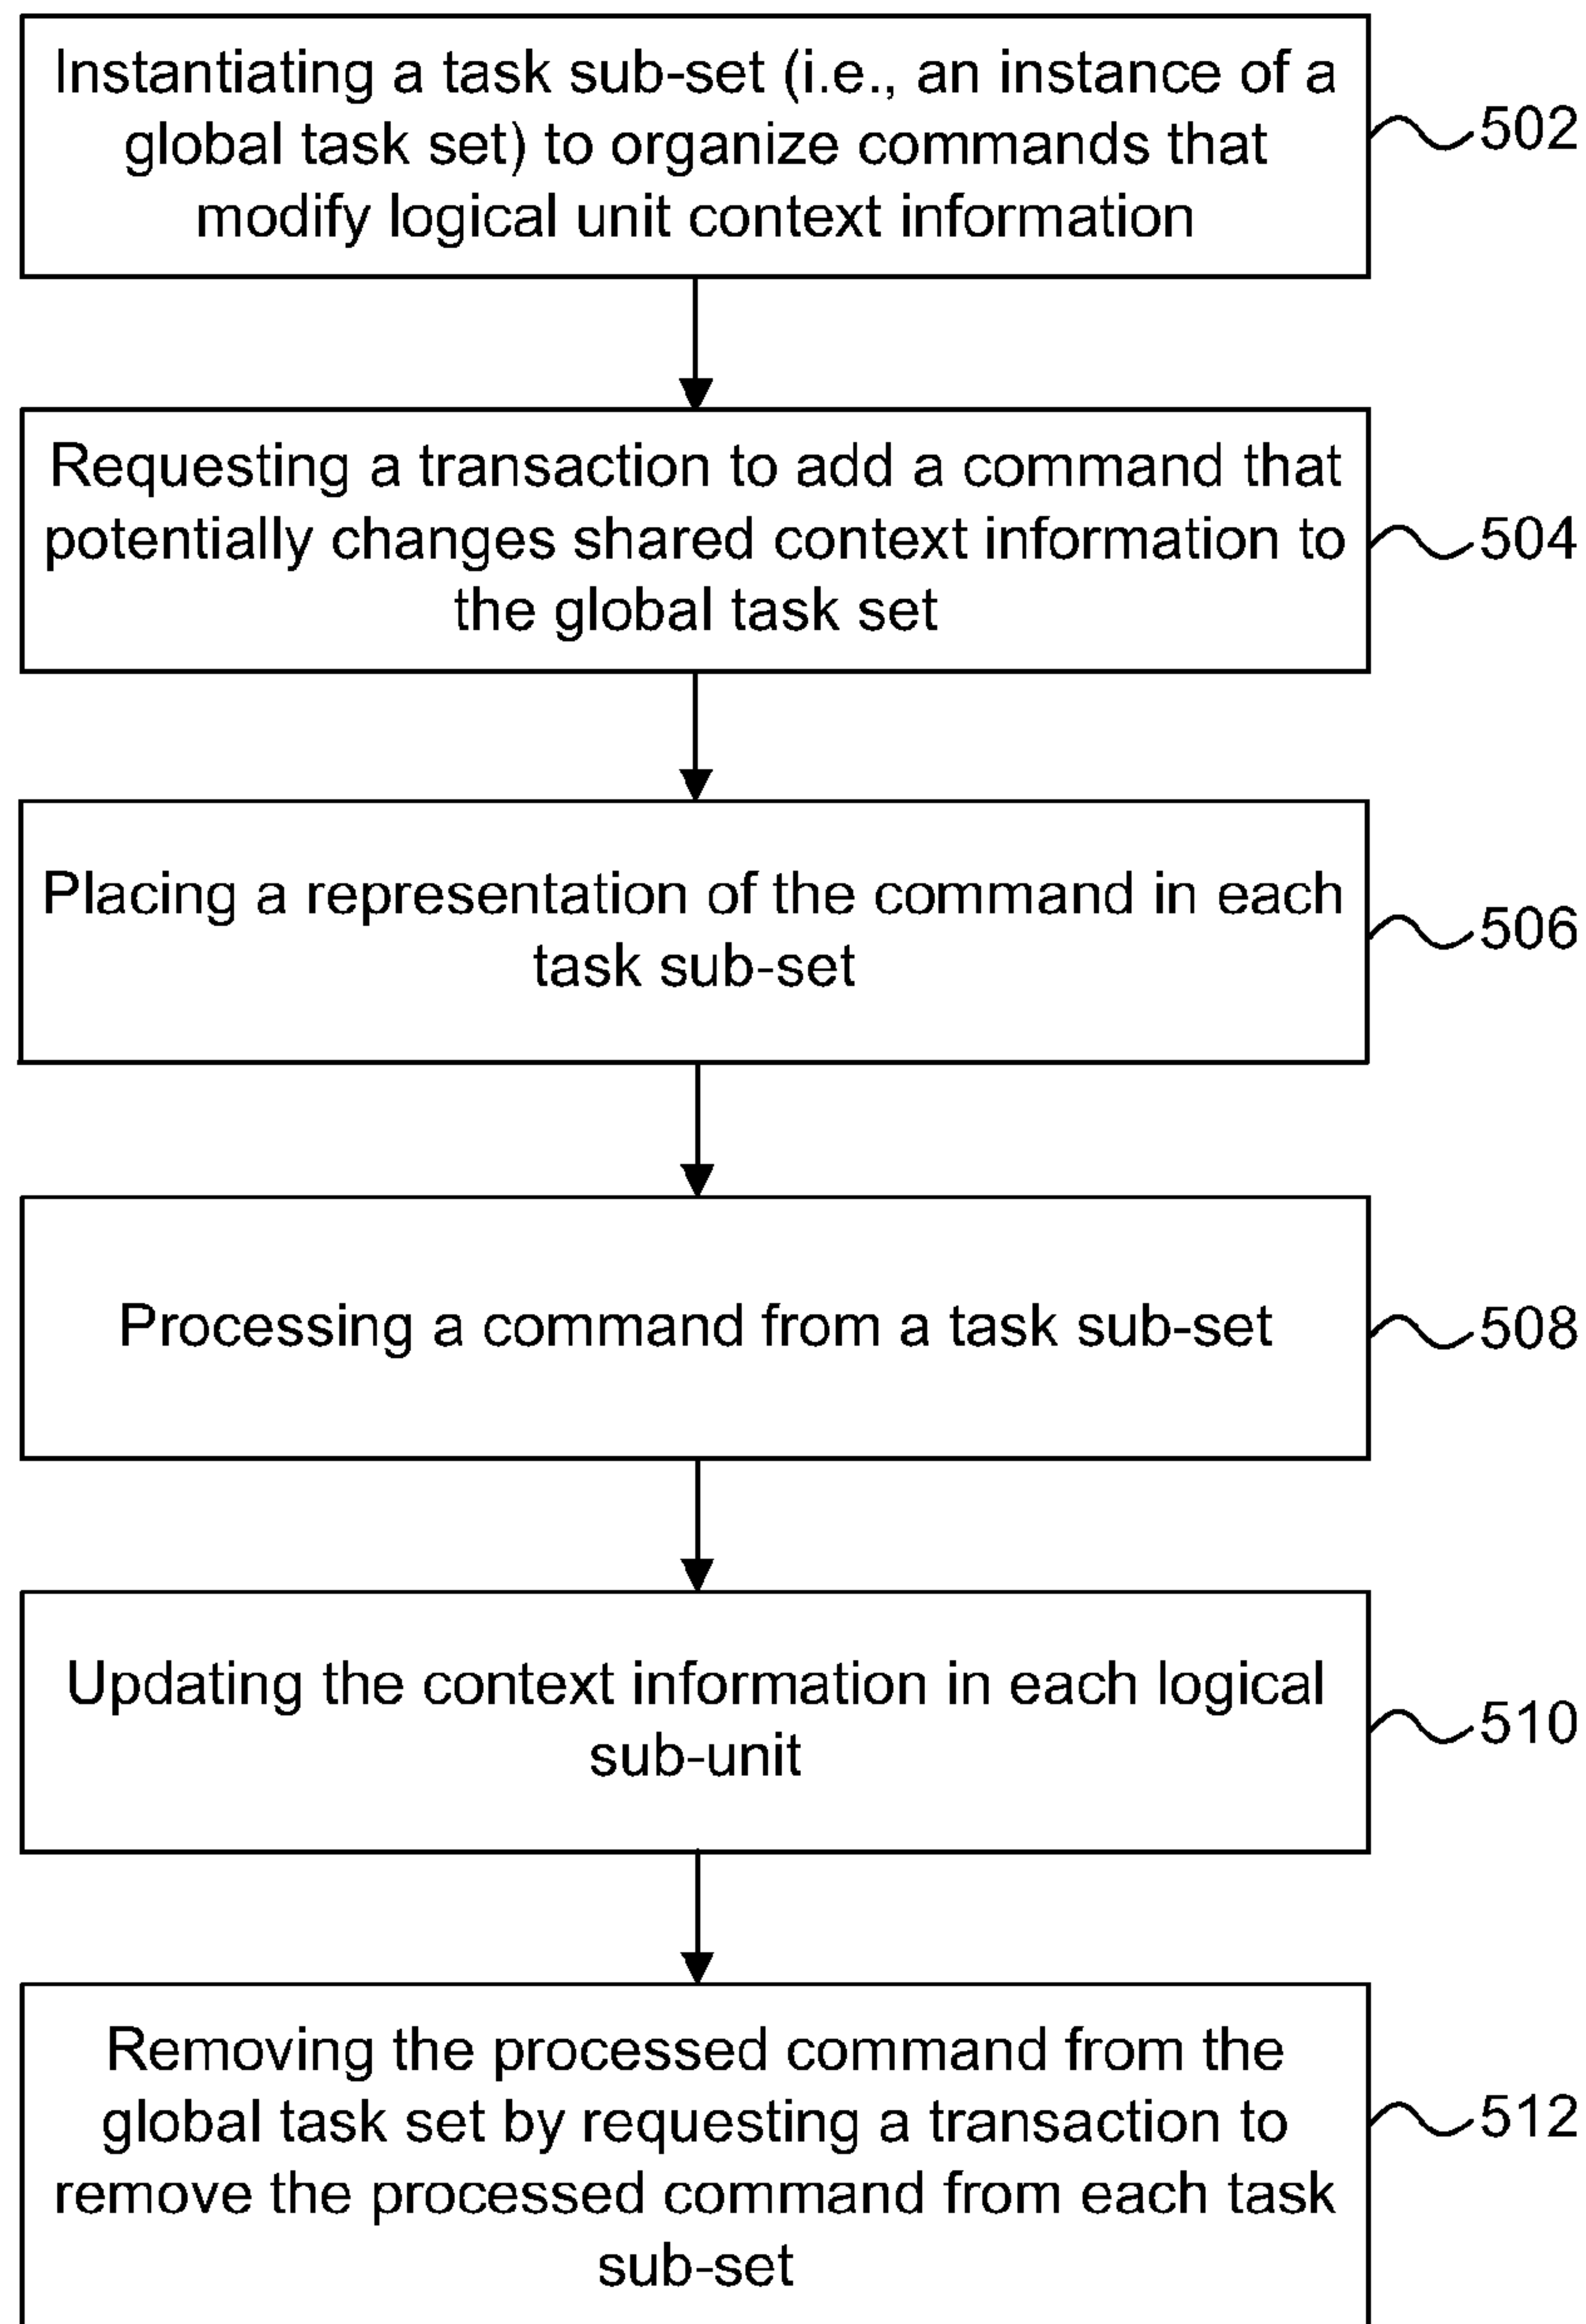 Instantiating a task sub-set (i.e., an instance of a
global task set) to organize commands that
modify logical unit context information
502
Requesting a transaction to add a command that
potentially changes shared context information to
the global task set
504
Placing a representation of the command in each
task sub-set
506
Processing a command from a task sub-set
508
Updating the context information in each logical
sub-unit
510
Removing the processed command from the
global task set by requesting a transaction to
remove the processed command from each task
sub-set
512